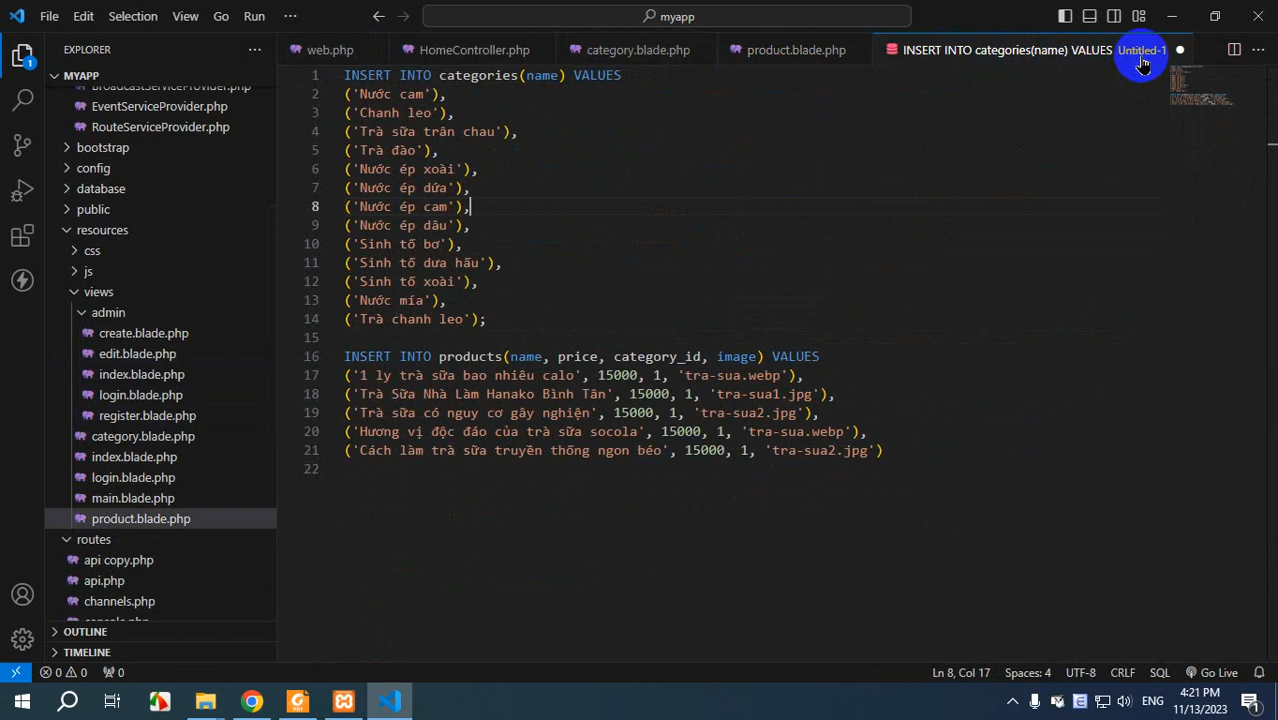 File Edit Selection View Go Run ··· myapp
EXPLORER ···
web.php HomeController.php category.blade.php product.blade.php INSERT INTO categories(name) VALUES Untitled-1
MYAPP
BroadcastServiceProvider.php
EventServiceProvider.php
RouteServiceProvider.php
bootstrap
config
database
public
resources
css
js
views
admin
create.blade.php
edit.blade.php
index.blade.php
login.blade.php
register.blade.php
category.blade.php
index.blade.php
login.blade.php
main.blade.php
product.blade.php
routes
api copy.php
api.php
channels.php
console.php
OUTLINE
TIMELINE
1 INSERT INTO categories(name) VALUES
2 ('Nước cam'),
3 ('Chanh leo'),
4 ('Trà sữa trân chau'),
5 ('Trà đào'),
6 ('Nước ép xoài'),
7 ('Nước ép dứa'),
8 ('Nước ép cam'),
9 ('Nước ép dâu'),
10 ('Sinh tố bơ'),
11 ('Sinh tố dưa hấu'),
12 ('Sinh tố xoài'),
13 ('Nước mía'),
14 ('Trà chanh leo');
15
16 INSERT INTO products(name, price, category_id, image) VALUES
17 ('1 ly trà sữa bao nhiêu calo', 15000, 1, 'tra-sua.webp'),
18 ('Trà Sữa Nhà Làm Hanako Bình Tân', 15000, 1, 'tra-sua1.jpg'),
19 ('Trà sữa có nguy cơ gây nghiện', 15000, 1, 'tra-sua2.jpg'),
20 ('Hương vị độc đáo của trà sữa socola', 15000, 1, 'tra-sua.webp'),
21 ('Cách làm trà sữa truyền thống ngon béo', 15000, 1, 'tra-sua2.jpg')
22
0 0 0 Ln 8, Col 17 Spaces: 4 UTF-8 CRLF SQL Go Live
ENG 4:21 PM
11/13/2023
1